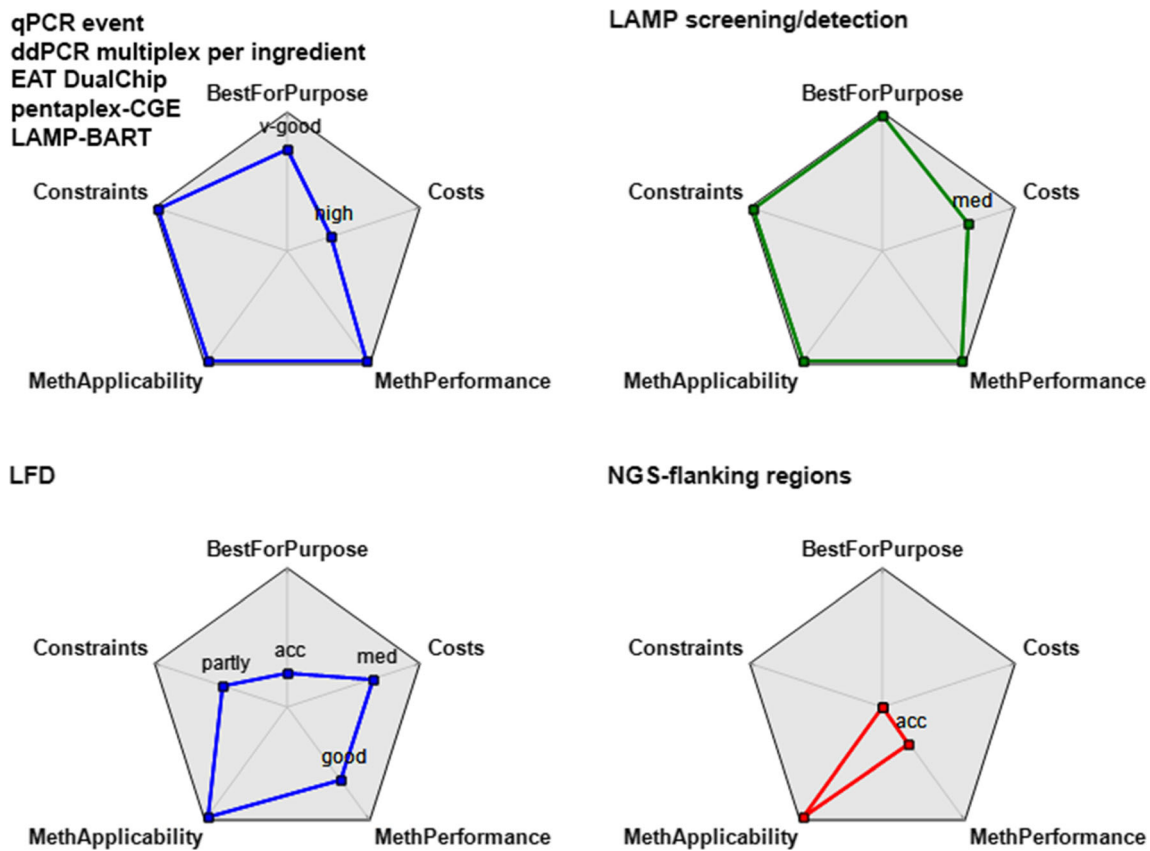 qPCR event
ddPCR multiplex per ingredient
EAT DualChip
pentaplex-CGE
LAMP-BART
BestForPurpose
v-good
Constraints
Costs
high
MethApplicability
MethPerformance
LAMP screening/detection
BestForPurpose
Constraints
Costs
med
MethApplicability
MethPerformance
LFD
BestForPurpose
Constraints
Costs
partly
acc
med
good
MethApplicability
MethPerformance
NGS-flanking regions
BestForPurpose
Constraints
Costs
acc
MethApplicability
MethPerformance